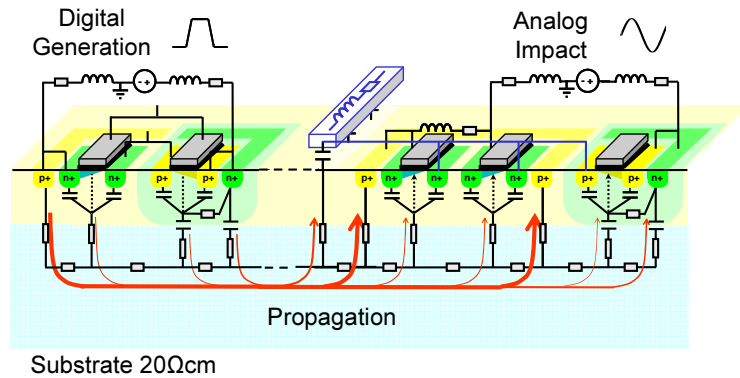 Digital
Generation
Analog
Impact
- +
- +
p+ n+ n+ p+ p+ n+ p+ n+ n+ n+ n+ p+ p+ p+ n+
Propagation
Substrate 20Ωcm